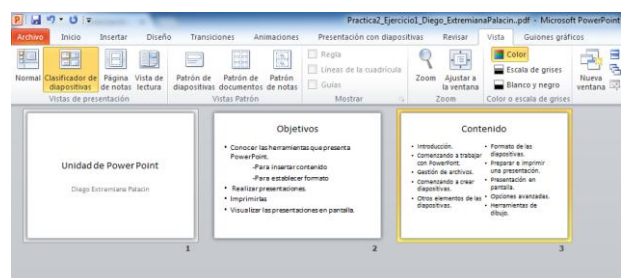 Practica2_Ejercicio1_Diego_ExtremianaPalacin..pdf - Microsoft PowerPoint
Archivo Inicio Insertar Diseño Transiciones Animaciones Presentación con diapositivas Revisar Vista Guiones gráficos
Normal Clasificador de diapositivas Página de notas Vista de lectura
Vistas de presentación
Patrón de diapositivas Patrón de documentos Patrón de notas
Vistas Patrón
Regla
Líneas de la cuadrícula
Guías
Mostrar
Zoom Ajustar a la ventana
Zoom
Color
Escala de grises
Blanco y negro
Color o escala de grises
Nueva ventana
Unidad de Power Point
Diego Extremiana Palacin
1
Objetivos
• Conocer las herramientas que presenta
PowerPoint.
-Para insertar contenido
-Para establecer formato
• Realizar presentaciones.
• Imprimirlas
• Visualizar las presentaciones en pantalla.
2
Contenido
• Introducción.
• Comenzando a trabajar
con PowerPoint.
• Gestión de archivos.
• Comenzando a crear
diapositivas.
• Otros elementos de las
diapositivas.
• Formato de las
diapositivas.
• Preparar e imprimir
una presentación.
• Presentación en
pantalla.
• Opciones avanzadas.
• Herramientas de
dibujo.
3